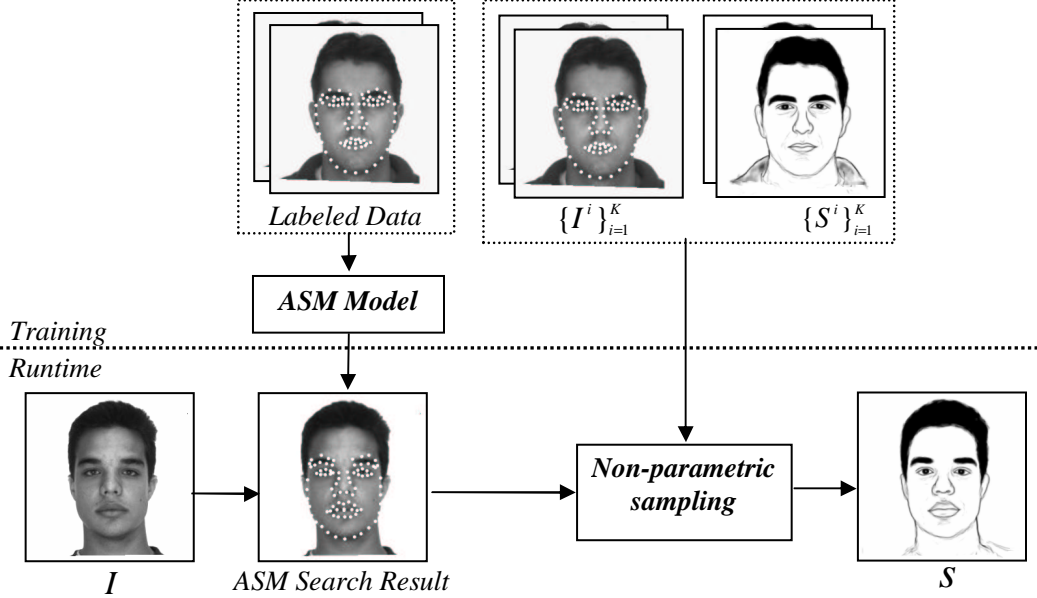 Labeled Data
{I^i}_{i=1}^K
{S^i}_{i=1}^K
ASM Model
Training
Runtime
Non-parametric
sampling
I
ASM Search Result
S